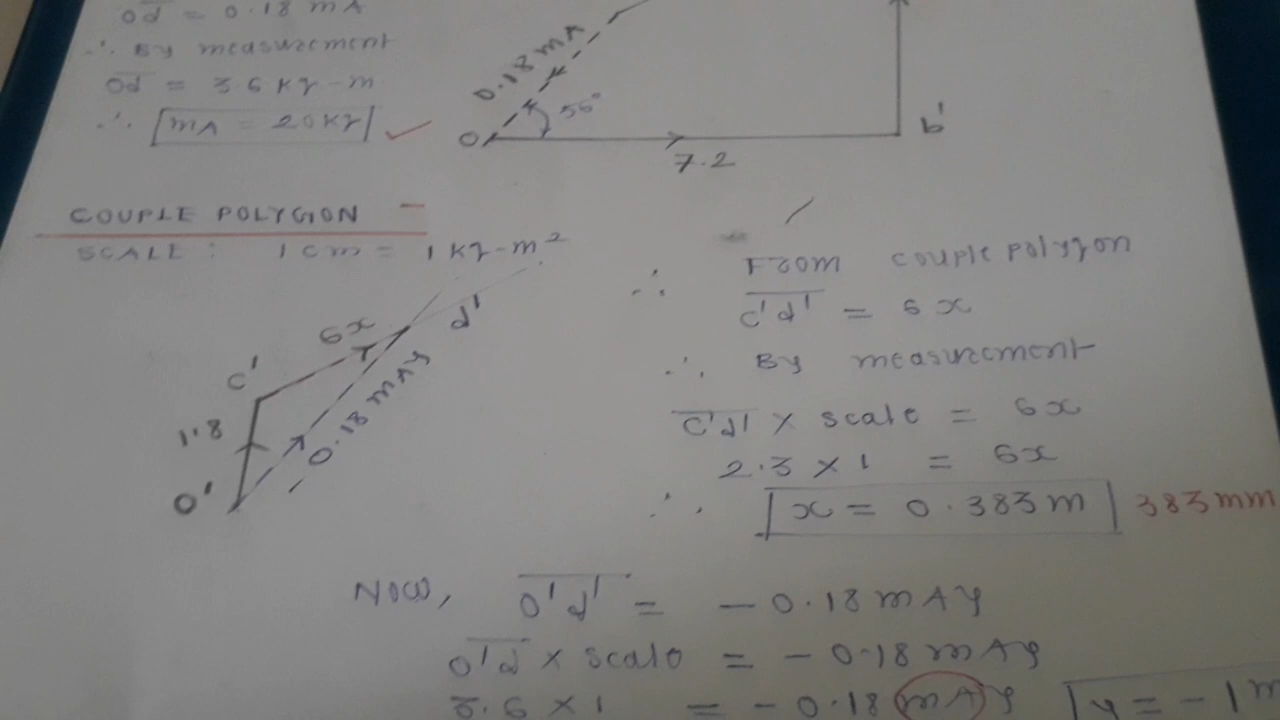 od = 0.18 mA
∴ By measurement
od = 3.6 Kg-m
∴ mA = 20 Kg
0.18 mA
56°
O
7.2
b'
COUPLE POLYGON
SCALE : 1 cm = 1 Kg-m²
6x
d'
c'
0.18 mAy
1.8
O'
∴ From couple polygon
c'd' = 6x
∴ By measurement
c'd' × scale = 6x
2.3 × 1 = 6x
∴ x = 0.383 m 383 mm
Now, o'd' = - 0.18 mAy
o'd × scale = - 0.18 mAy
3.6 × 1 = - 0.18 mAy y = - 1 m